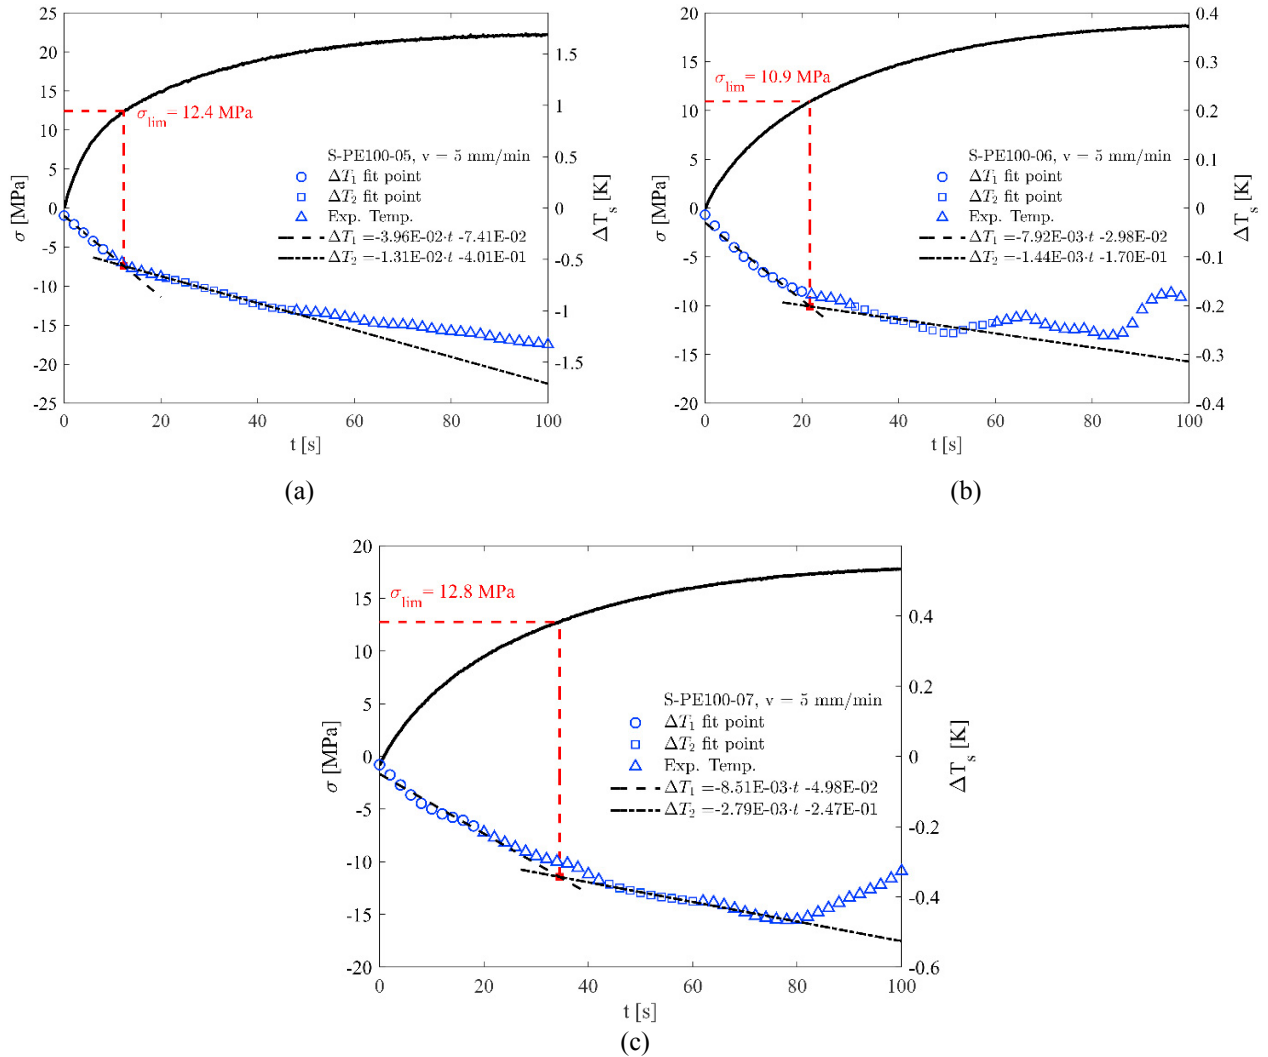 25
20
15
10
5
0
-5
-10
-15
-20
-25
σ [MPa]
1.5
1
0.5
0
-0.5
-1
-1.5
ΔT_s [K]
σ_lim = 12.4 MPa
S-PE100-05, v = 5 mm/min
ΔT₁ fit point
ΔT₂ fit point
Exp. Temp.
ΔT₁ =-3.96E-02·t -7.41E-02
ΔT₂ =-1.31E-02·t -4.01E-01
0 20 40 60 80 100
t [s]
(a)
20
15
10
5
0
-5
-10
-15
-20
σ [MPa]
0.4
0.3
0.2
0.1
0
-0.1
-0.2
-0.3
-0.4
ΔT_s [K]
σ_lim = 10.9 MPa
S-PE100-06, v = 5 mm/min
ΔT₁ fit point
ΔT₂ fit point
Exp. Temp.
ΔT₁ =-7.92E-03·t -2.98E-02
ΔT₂ =-1.44E-03·t -1.70E-01
0 20 40 60 80 100
t [s]
(b)
20
15
10
5
0
-5
-10
-15
-20
σ [MPa]
0.4
0.2
0
-0.2
-0.4
-0.6
ΔT_s [K]
σ_lim = 12.8 MPa
S-PE100-07, v = 5 mm/min
ΔT₁ fit point
ΔT₂ fit point
Exp. Temp.
ΔT₁ =-8.51E-03·t -4.98E-02
ΔT₂ =-2.79E-03·t -2.47E-01
0 20 40 60 80 100
t [s]
(c)